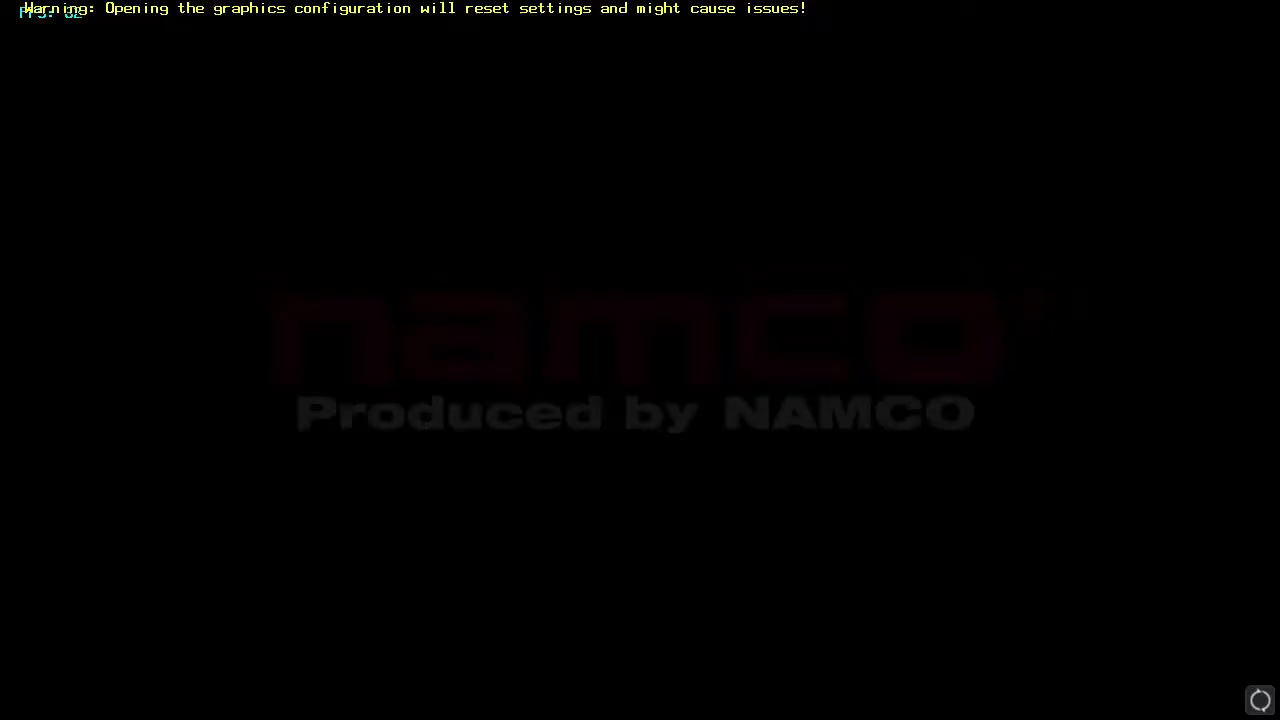 Warning: Opening the graphics configuration will reset settings and might cause issues!
namco
Produced by NAMCO